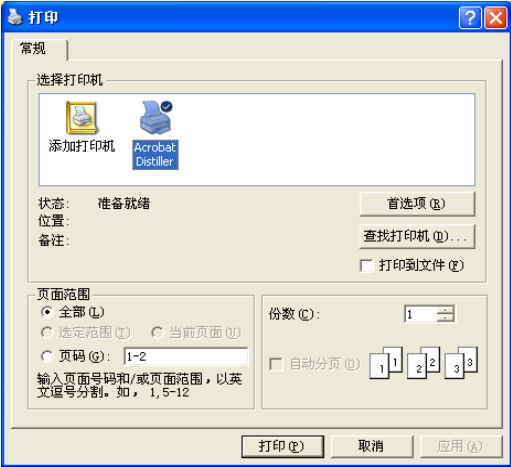 打印
常规
选择打印机
添加打印机
Acrobat
Distiller
状态: 准备就绪
首选项(R)
位置:
查找打印机(D)...
备注:
打印到文件(F)
页面范围
全部(L)
选定范围(T) 当前页面(U)
页码(G): 1-2
输入页面号码和/或页面范围，以英
文逗号分割。如，1,5-12
份数(C): 1
自动分页(O)
1 1 2 2 3 3
打印(P) 取消 应用(A)